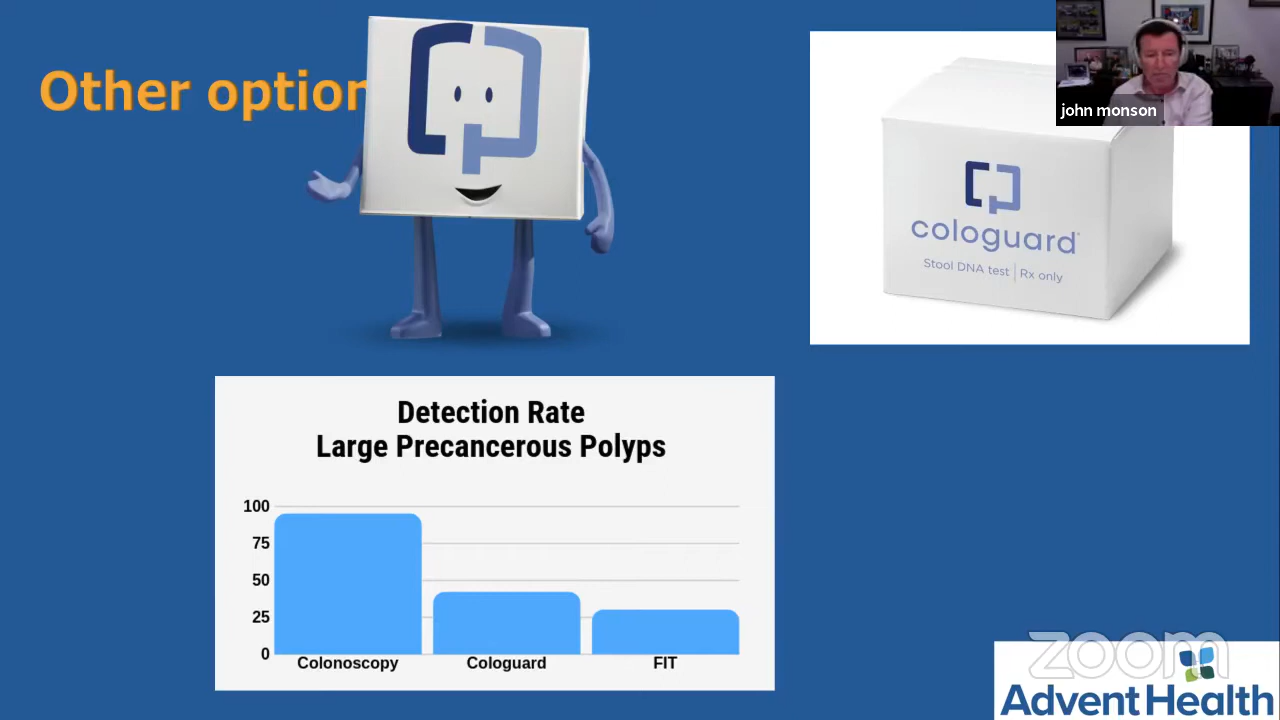 Other option
john monson
cologuard
Stool DNA test | Rx only
Detection Rate
Large Precancerous Polyps
100
75
50
25
0
Colonoscopy Cologuard FIT
zoom
AdventHealth